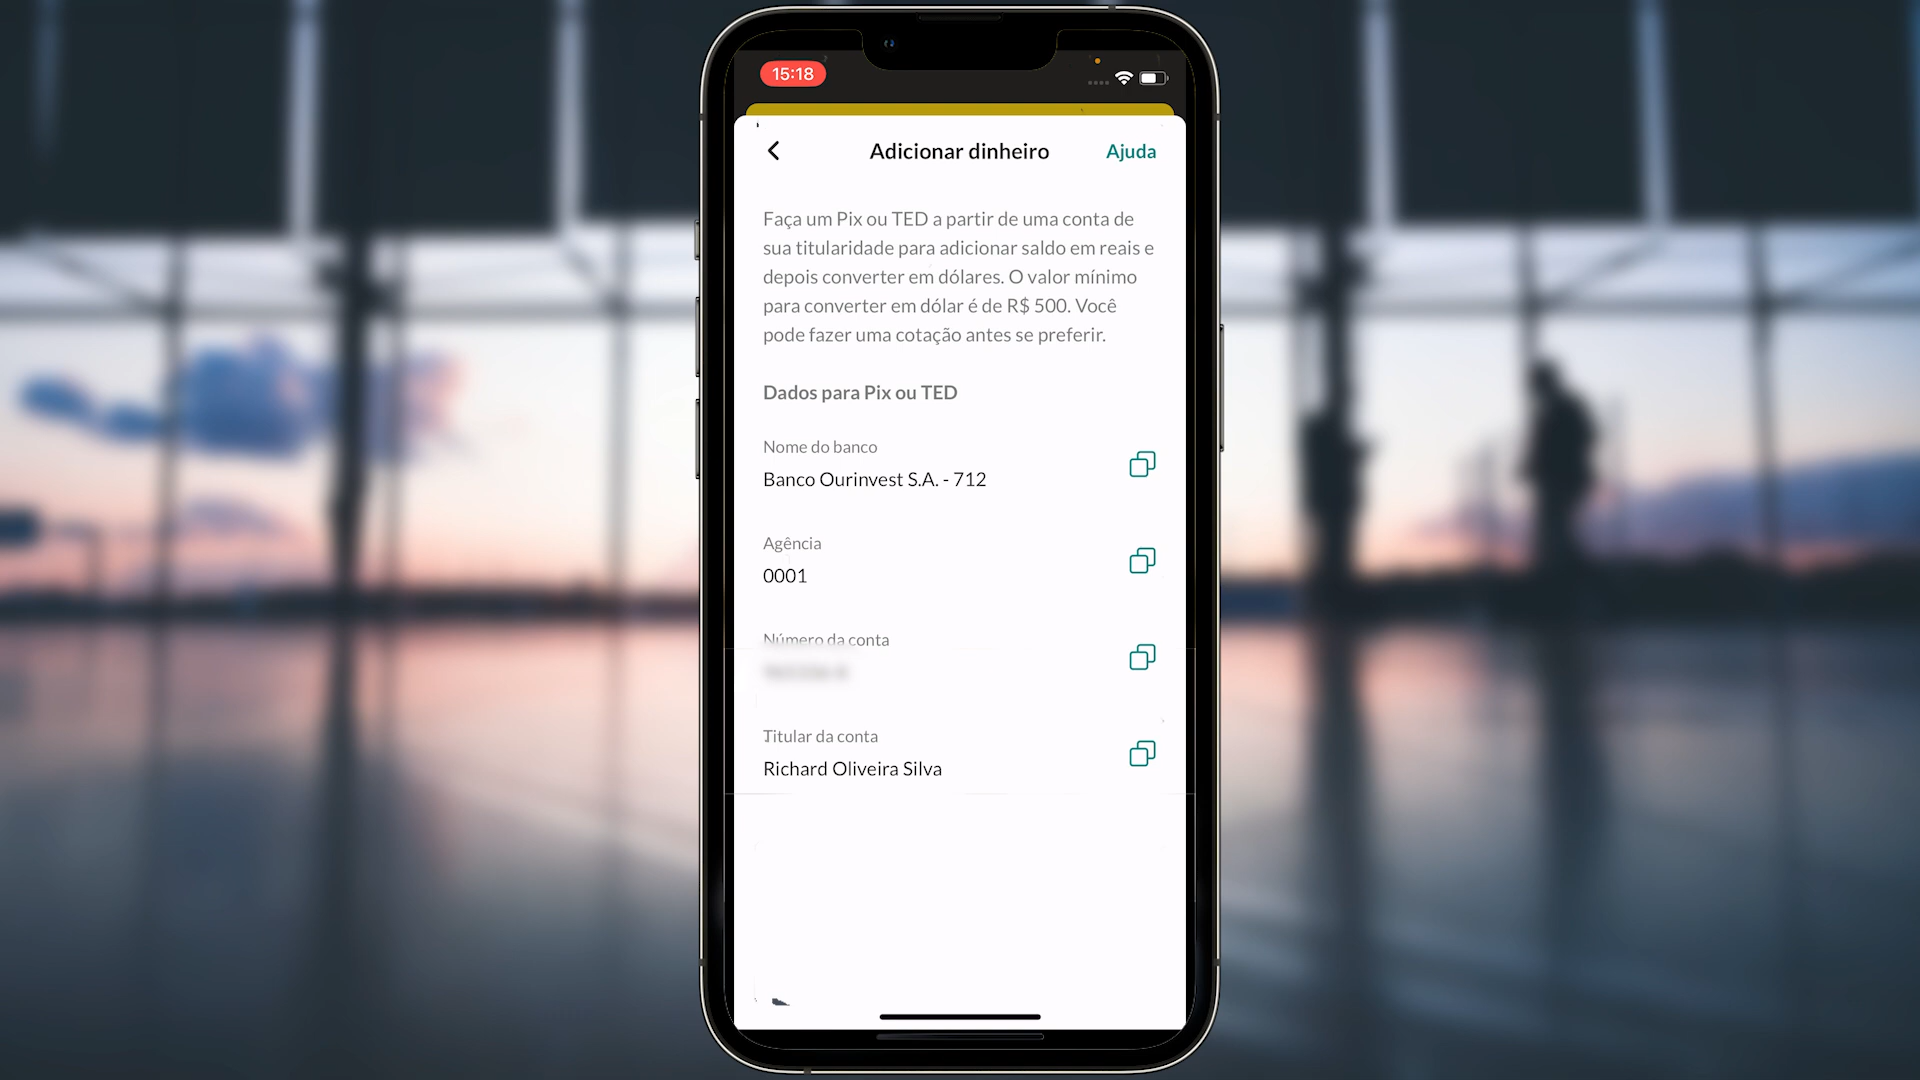 15:18
Adicionar dinheiro
Ajuda
Faça um Pix ou TED a partir de uma conta de
sua titularidade para adicionar saldo em reais e
depois converter em dólares. O valor mínimo
para converter em dólar é de R$ 500. Você
pode fazer uma cotação antes se preferir.
Dados para Pix ou TED
Nome do banco
Banco Ourinvest S.A. - 712
Agência
0001
Número da conta
Titular da conta
Richard Oliveira Silva